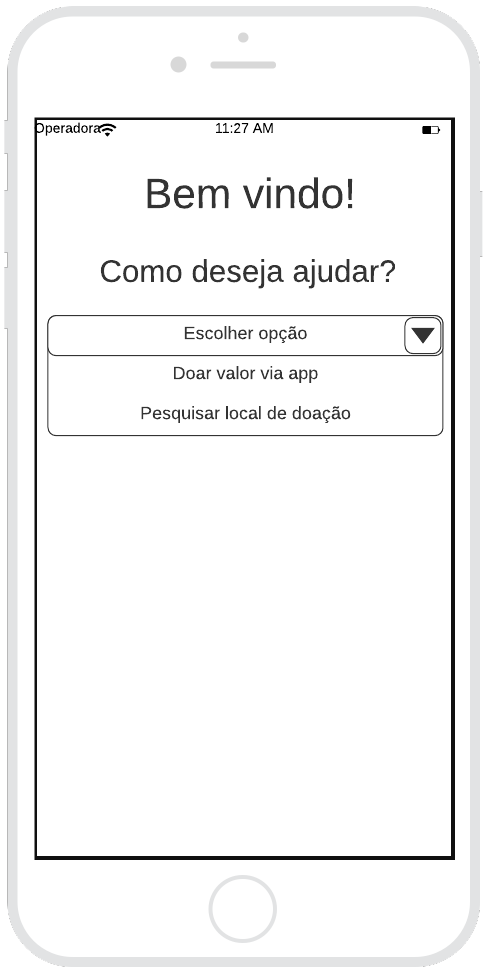 Operadora 11:27 AM
Bem vindo!
Como deseja ajudar?
Escolher opção
Doar valor via app
Pesquisar local de doação